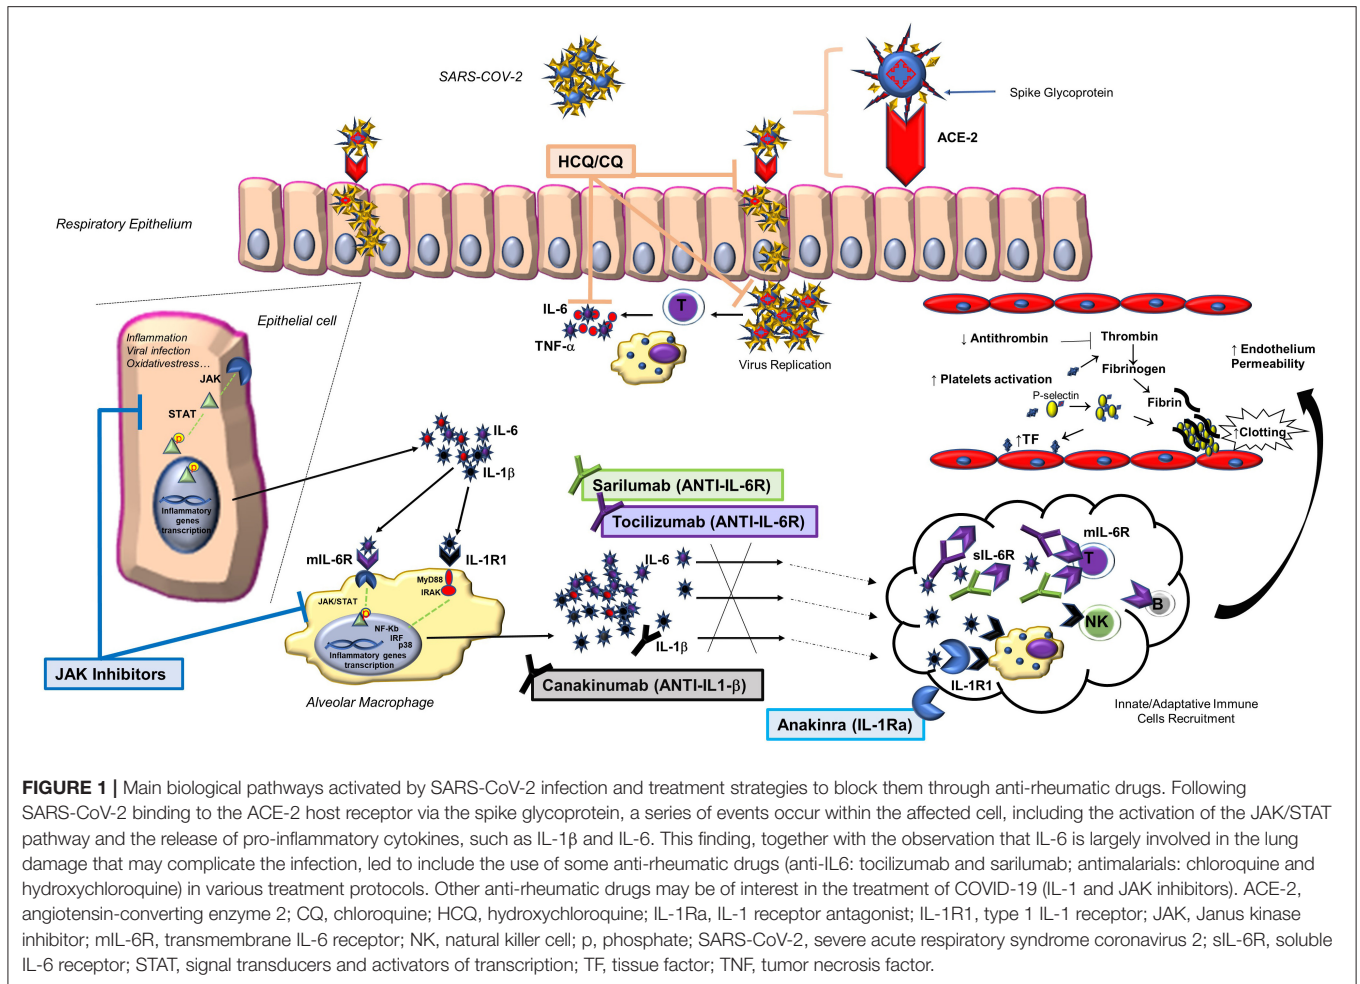 SARS-COV-2
Spike Glycoprotein
ACE-2
HCQ/CQ
Respiratory Epithelium
IL-6
TNF-α
T
Virus Replication
Epithelial cell
Inflammation
Viral infection
Oxidativestress…
JAK
STAT
p
p
Inflammatory
genes
transcription
IL-6
IL-1β
mIL-6R
IL-1R1
MyD88
IRAK
JAK/STAT
p
NF-Kb
IRF
p38
Inflammatory genes
transcription
Alveolar Macrophage
JAK Inhibitors
Sarilumab (ANTI-IL-6R)
Tocilizumab (ANTI-IL-6R)
IL-6
IL-1β
Canakinumab (ANTI-IL1-β)
Anakinra (IL-1Ra)
↓ Antithrombin
Thrombin
Fibrinogen
↑ Platelets activation
P-selectin
Fibrin
↑TF
↑Clotting
↑ Endothelium
Permeability
mIL-6R
sIL-6R
T
B
NK
IL-1R1
Innate/Adaptative Immune
Cells Recruitment
FIGURE 1 | Main biological pathways activated by SARS-CoV-2 infection and treatment strategies to block them through anti-rheumatic drugs. Following
SARS-CoV-2 binding to the ACE-2 host receptor via the spike glycoprotein, a series of events occur within the affected cell, including the activation of the JAK/STAT
pathway and the release of pro-inflammatory cytokines, such as IL-1β and IL-6. This finding, together with the observation that IL-6 is largely involved in the lung
damage that may complicate the infection, led to include the use of some anti-rheumatic drugs (anti-IL6: tocilizumab and sarilumab; antimalarials: chloroquine and
hydroxychloroquine) in various treatment protocols. Other anti-rheumatic drugs may be of interest in the treatment of COVID-19 (IL-1 and JAK inhibitors). ACE-2,
angiotensin-converting enzyme 2; CQ, chloroquine; HCQ, hydroxychloroquine; IL-1Ra, IL-1 receptor antagonist; IL-1R1, type 1 IL-1 receptor; JAK, Janus kinase
inhibitor; mIL-6R, transmembrane IL-6 receptor; NK, natural killer cell; p, phosphate; SARS-CoV-2, severe acute respiratory syndrome coronavirus 2; sIL-6R, soluble
IL-6 receptor; STAT, signal transducers and activators of transcription; TF, tissue factor; TNF, tumor necrosis factor.